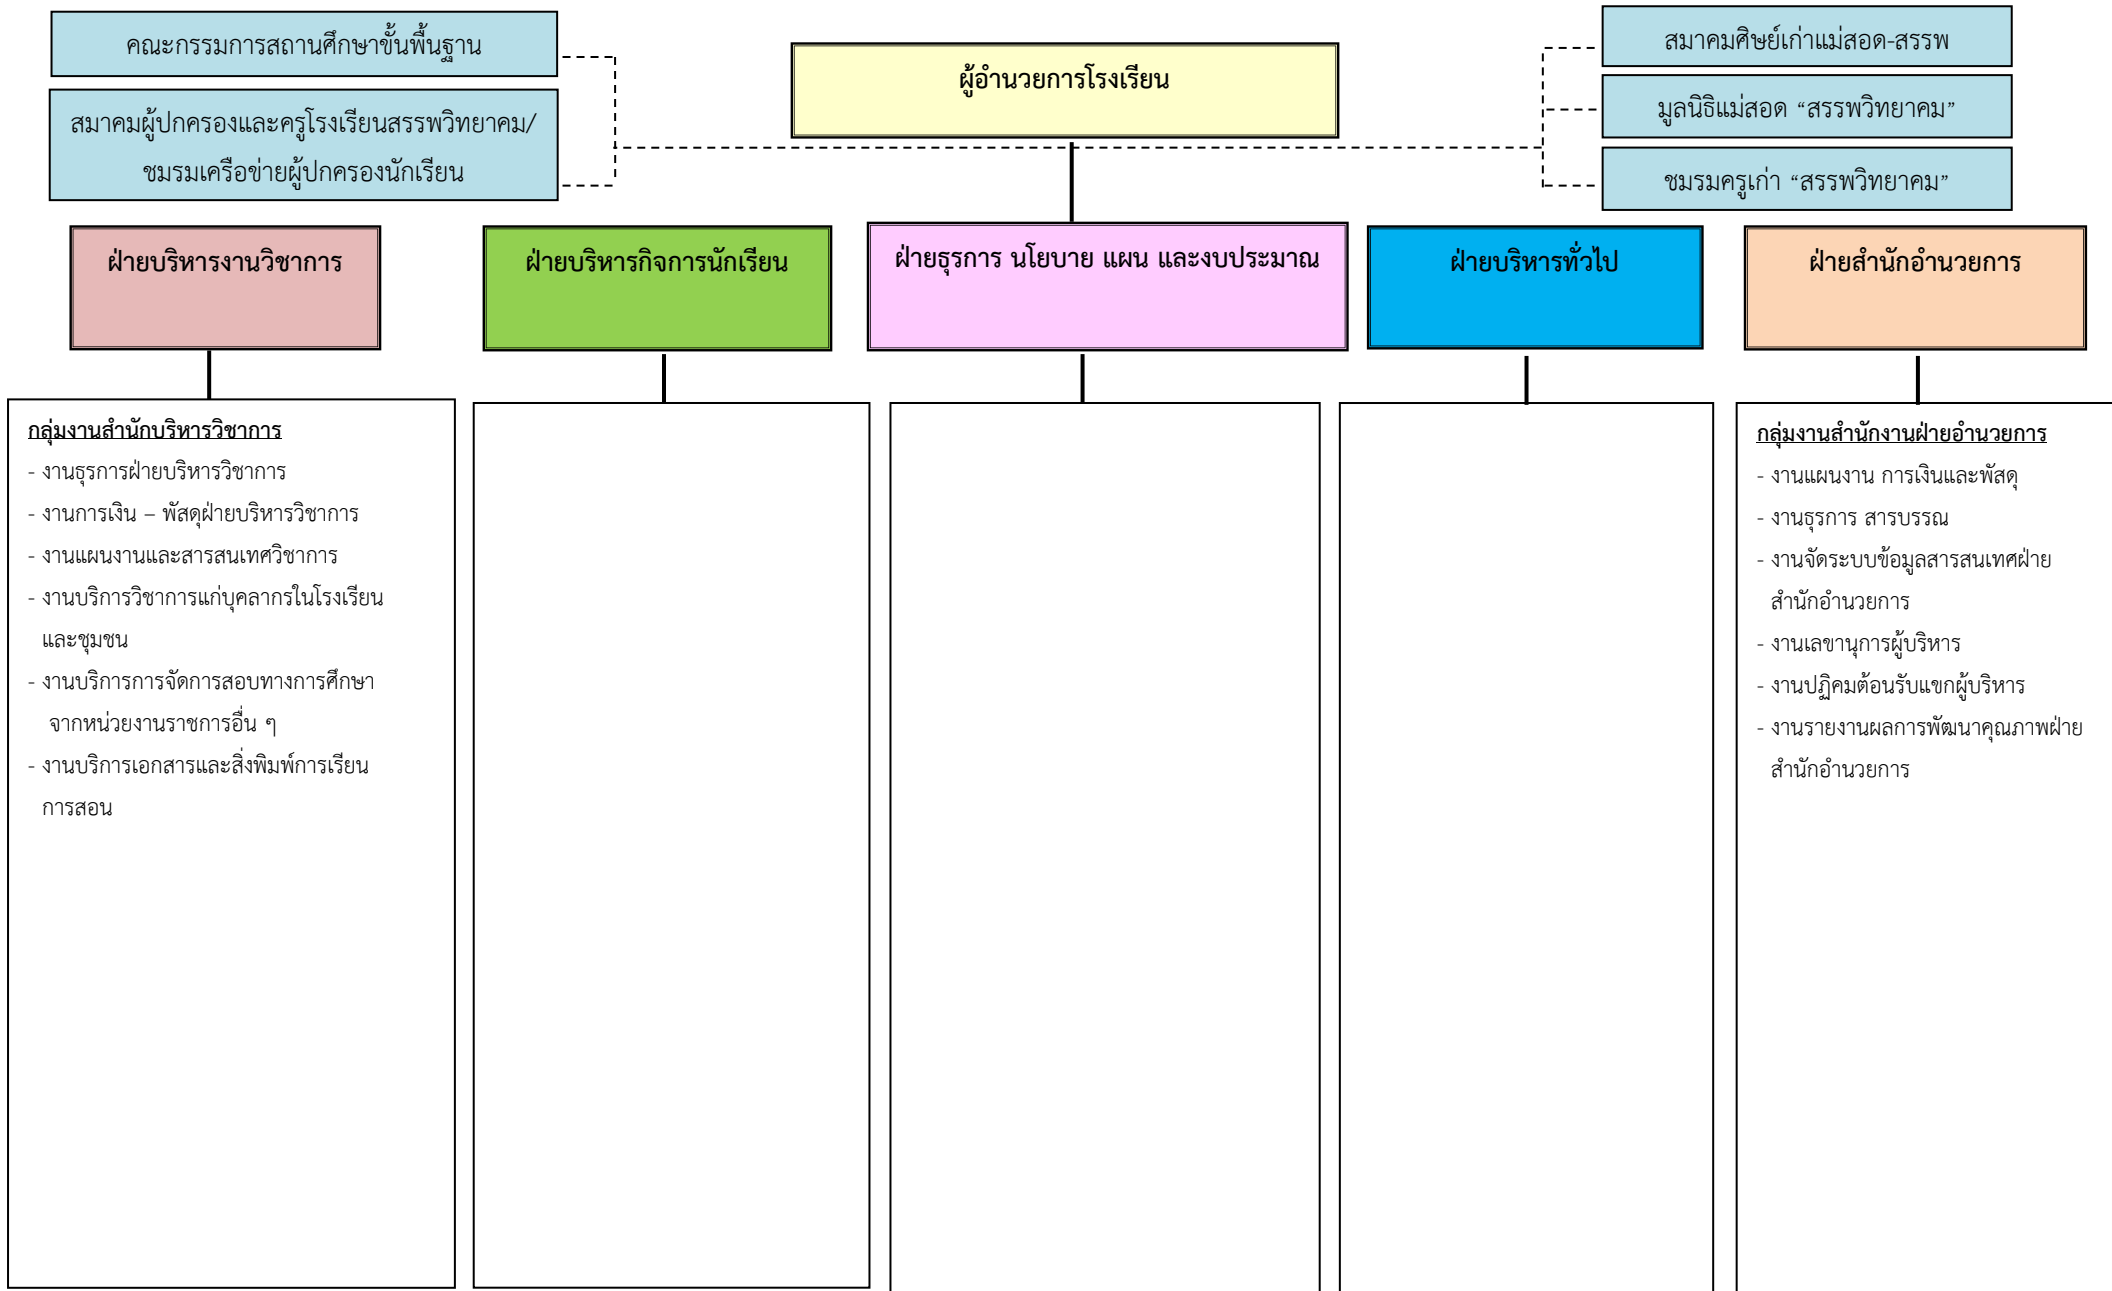 คณะกรรมการสถานศึกษาขั้นพื้นฐาน
สมาคมผู้ปกครองและครูโรงเรียนสรรพวิทยาคม/
ชมรมเครือข่ายผู้ปกครองนักเรียน
ผู้อำนวยการโรงเรียน
สมาคมศิษย์เก่าแม่สอด-สรรพ
มูลนิธิแม่สอด “สรรพวิทยาคม”
ชมรมครูเก่า “สรรพวิทยาคม”
ฝ่ายบริหารงานวิชาการ
ฝ่ายบริหารกิจการนักเรียน
ฝ่ายธุรการ นโยบาย แผน และงบประมาณ
ฝ่ายบริหารทั่วไป
ฝ่ายสำนักอำนวยการ
กลุ่มงานสำนักบริหารวิชาการ
- งานธุรการฝ่ายบริหารวิชาการ
- งานการเงิน – พัสดุฝ่ายบริหารวิชาการ
- งานแผนงานและสารสนเทศวิชาการ
- งานบริการวิชาการแก่บุคลากรในโรงเรียน
และชุมชน
- งานบริการการจัดการสอบทางการศึกษา
จากหน่วยงานราชการอื่น ๆ
- งานบริการเอกสารและสิ่งพิมพ์การเรียน
การสอน
กลุ่มงานสำนักงานฝ่ายอำนวยการ
- งานแผนงาน การเงินและพัสดุ
- งานธุรการ สารบรรณ
- งานจัดระบบข้อมูลสารสนเทศฝ่าย
สำนักอำนวยการ
- งานเลขานุการผู้บริหาร
- งานปฏิคมต้อนรับแขกผู้บริหาร
- งานรายงานผลการพัฒนาคุณภาพฝ่าย
สำนักอำนวยการ